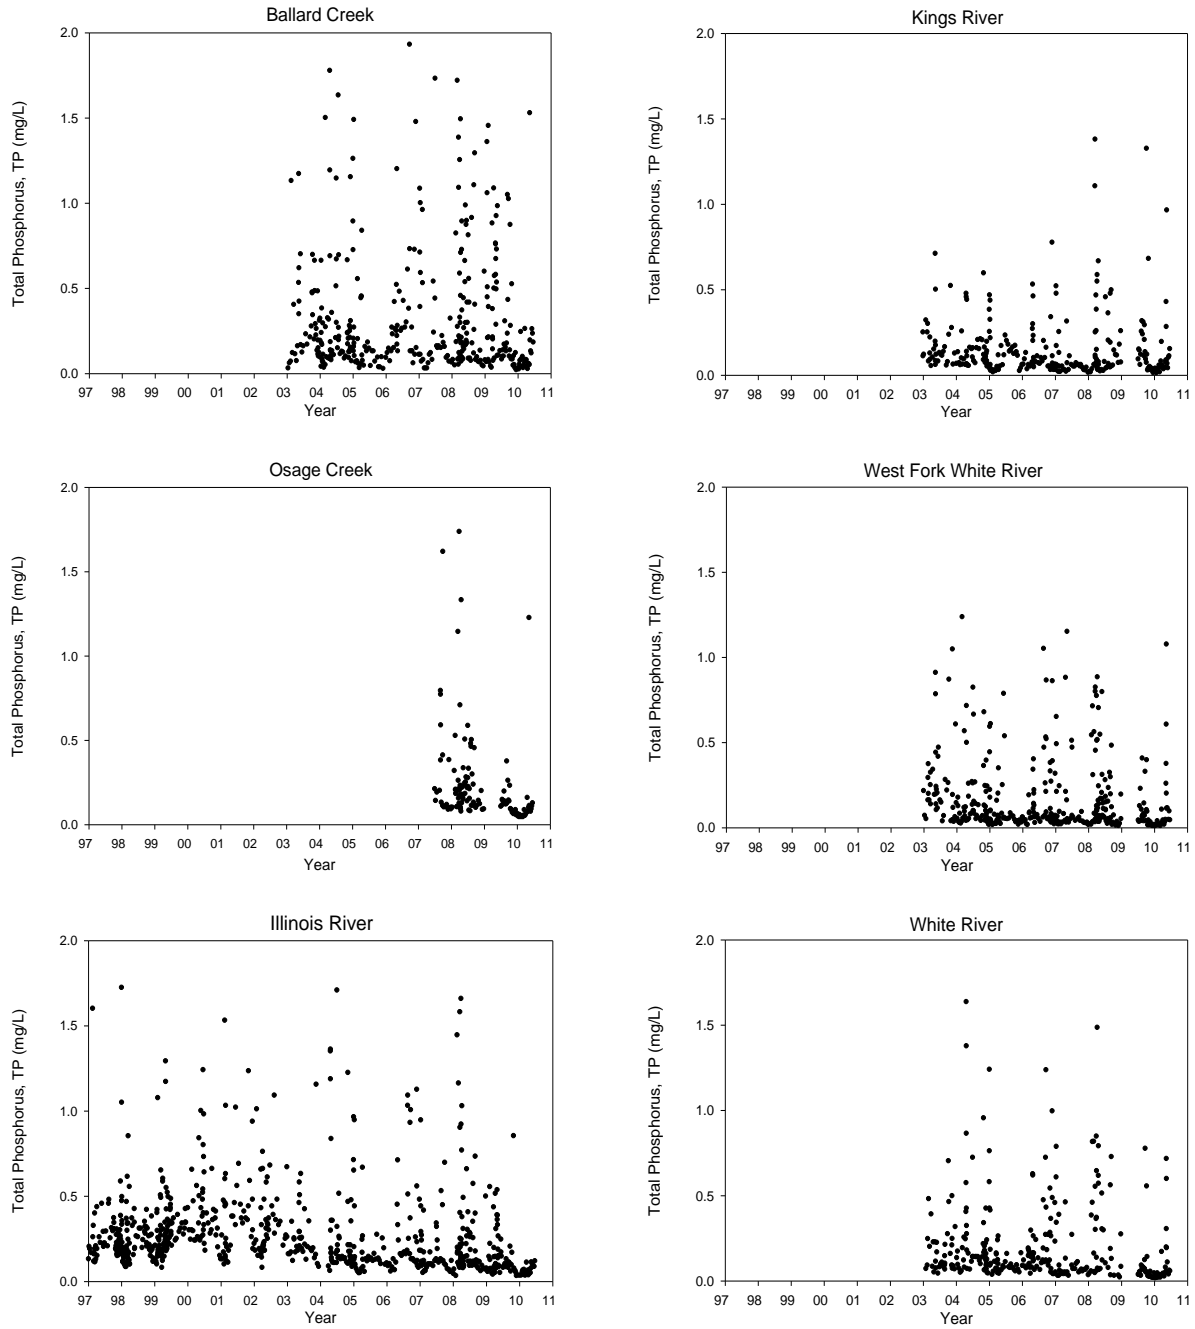 Ballard Creek
Total Phosphorus, TP (mg/L)
2.0
1.5
1.0
0.5
0.0
97 98 99 00 01 02 03 04 05 06 07 08 09 10 11
Year
Kings River
Total Phosphorus, TP (mg/L)
2.0
1.5
1.0
0.5
0.0
97 98 99 00 01 02 03 04 05 06 07 08 09 10 11
Year
Osage Creek
Total Phosphorus, TP (mg/L)
2.0
1.5
1.0
0.5
0.0
97 98 99 00 01 02 03 04 05 06 07 08 09 10 11
Year
West Fork White River
Total Phosphorus, TP (mg/L)
2.0
1.5
1.0
0.5
0.0
97 98 99 00 01 02 03 04 05 06 07 08 09 10 11
Year
Illinois River
Total Phosphorus, TP (mg/L)
2.0
1.5
1.0
0.5
0.0
97 98 99 00 01 02 03 04 05 06 07 08 09 10 11
Year
White River
Total Phosphorus, TP (mg/L)
2.0
1.5
1.0
0.5
0.0
97 98 99 00 01 02 03 04 05 06 07 08 09 10 11
Year